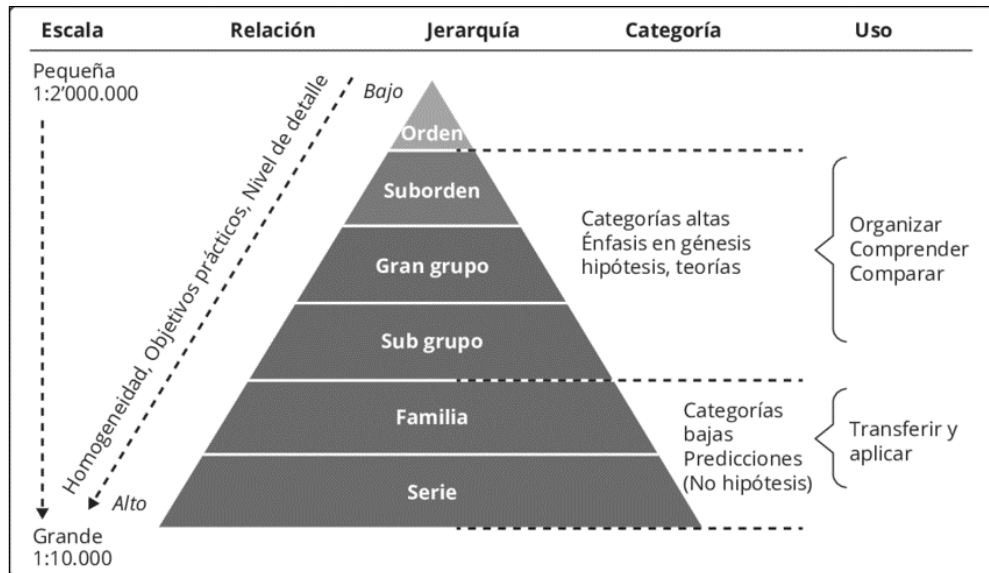 Escala Relación Jerarquía Categoría Uso
Pequeña
1:2'000.000
Homogeneidad, Objetivos prácticos, Nivel de detalle
Bajo
Alto
Grande
1:10.000
Orden
Suborden
Gran grupo
Sub grupo
Familia
Serie
Categorías altas
Énfasis en génesis
hipótesis, teorías
Organizar
Comprender
Comparar
Categorías
bajas
Predicciones
(No hipótesis)
Transferir y
aplicar